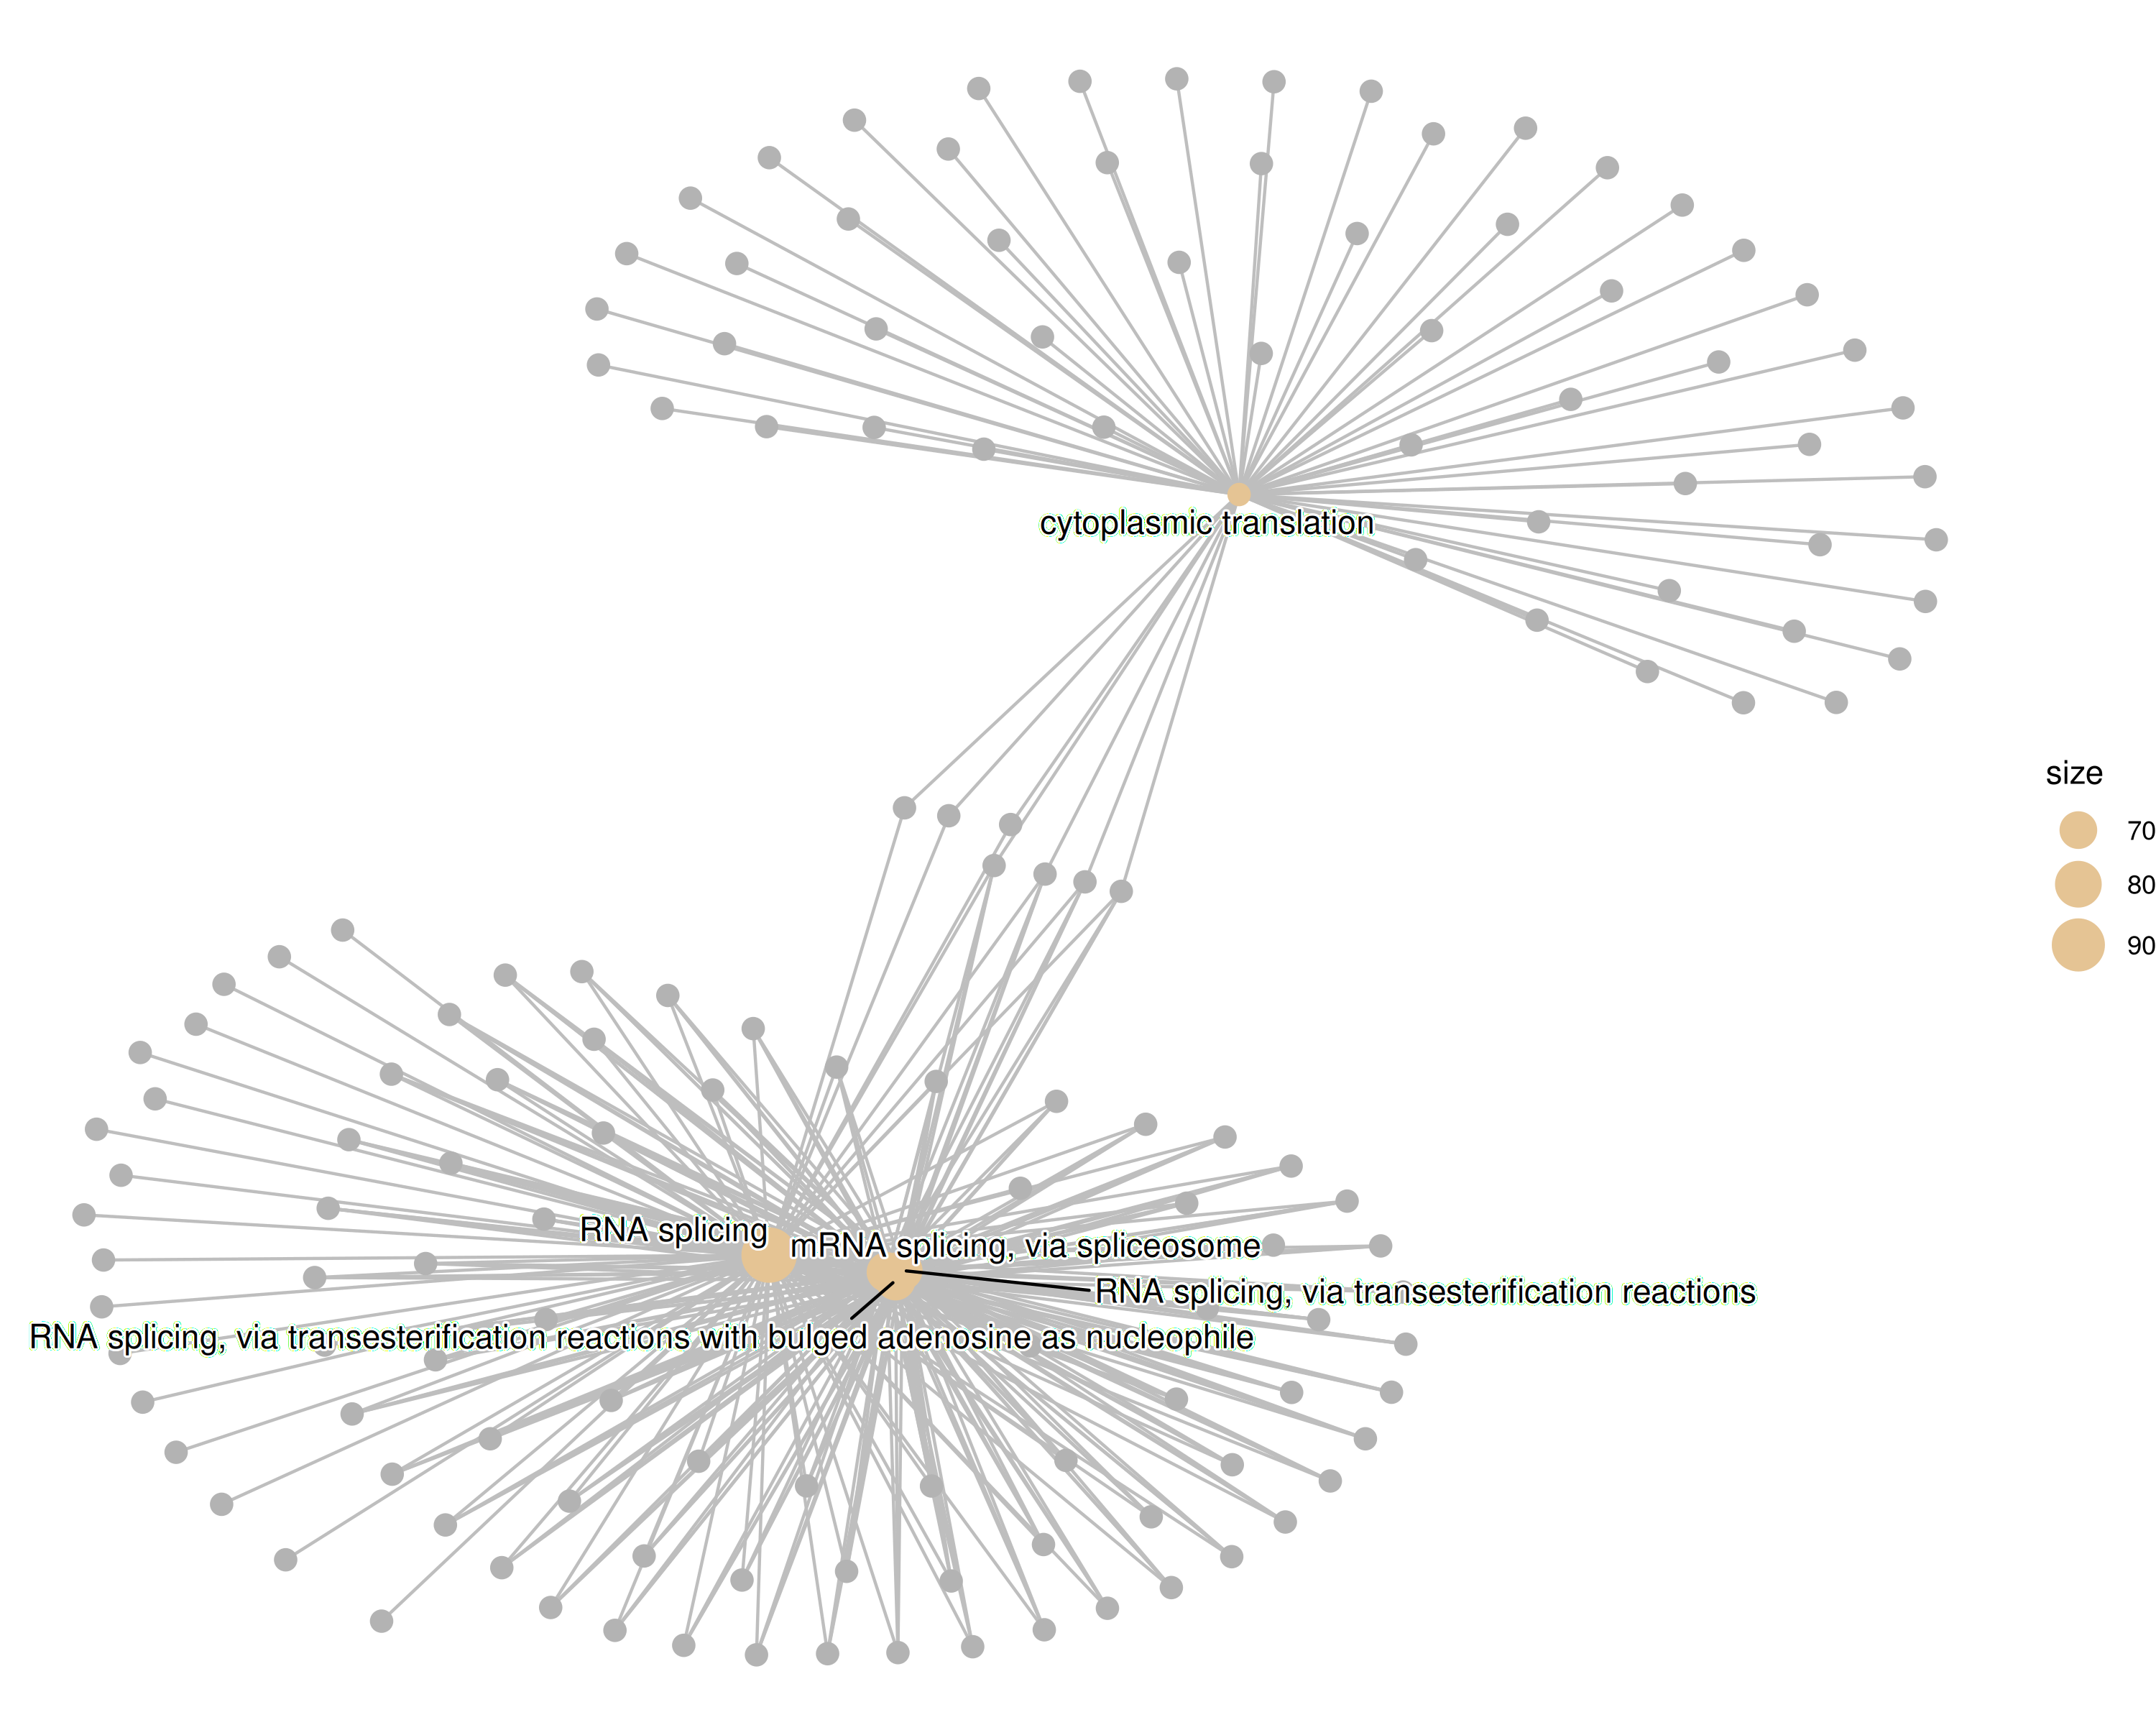 cytoplasmic translation
size
70
80
90
RNA splicing
mRNA splicing, via spliceosome
RNA splicing, via transesterification reactions
RNA splicing, via transesterification reactions with bulged adenosine as nucleophile